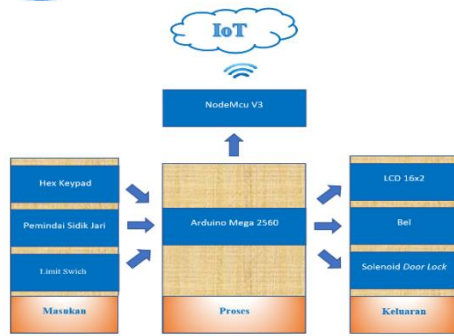 IoT
NodeMcu V3
Hex Keypad
Pemindai Sidik Jari
Limit Swich
Masukan
Arduino Mega 2560
Proses
LCD 16x2
Bel
Solenoid Door Lock
Keluaran